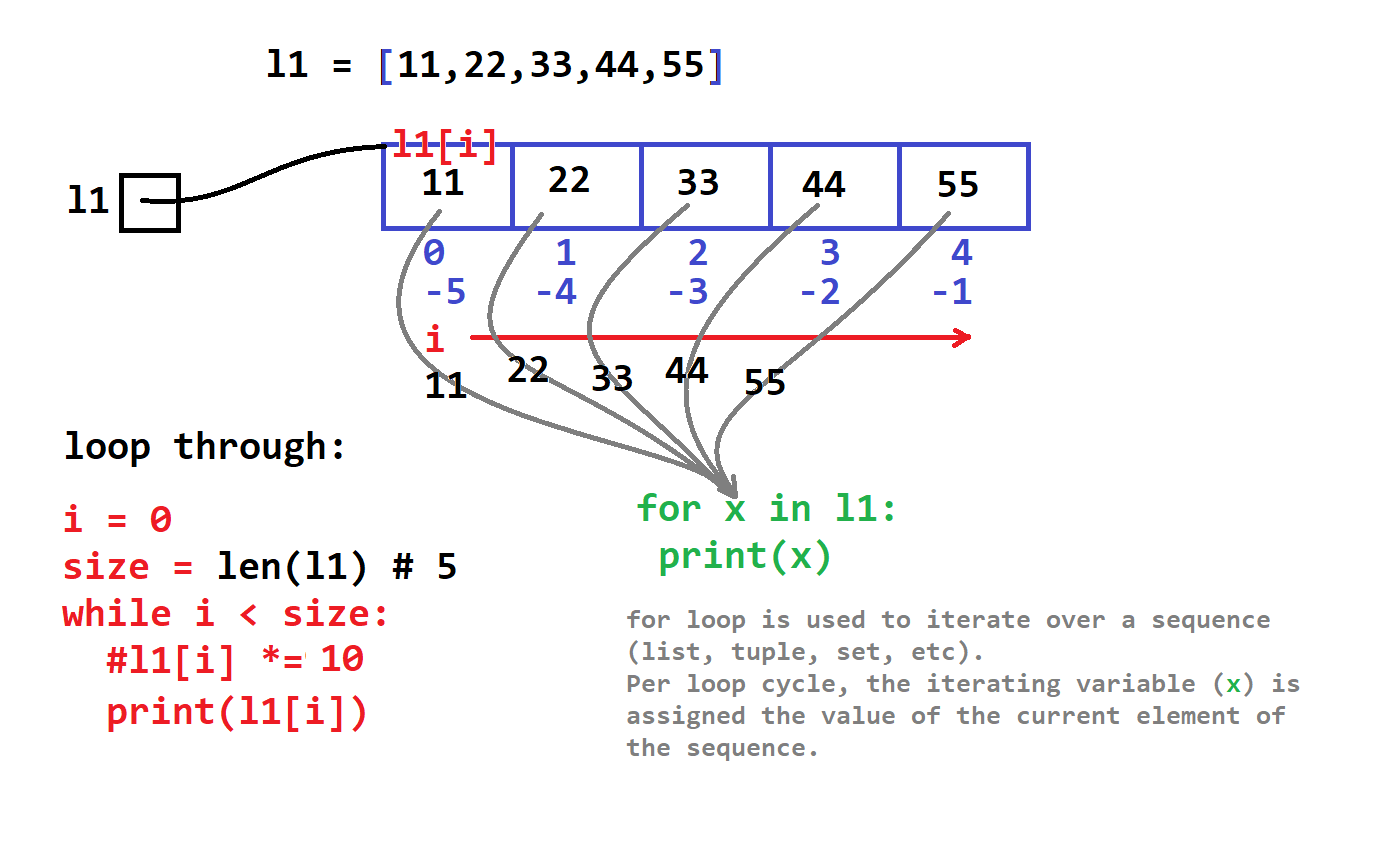 l1 = [11,22,33,44,55]
l1[i]
l1
11 22 33 44 55
0 1 2 3 4
-5 -4 -3 -2 -1
i
11 22 33 44 55
loop through:
i = 0
size = len(l1) # 5
while i < size:
#l1[i] *= 10
print(l1[i])
for x in l1:
print(x)
for loop is used to iterate over a sequence
(list, tuple, set, etc).
Per loop cycle, the iterating variable (x) is
assigned the value of the current element of
the sequence.